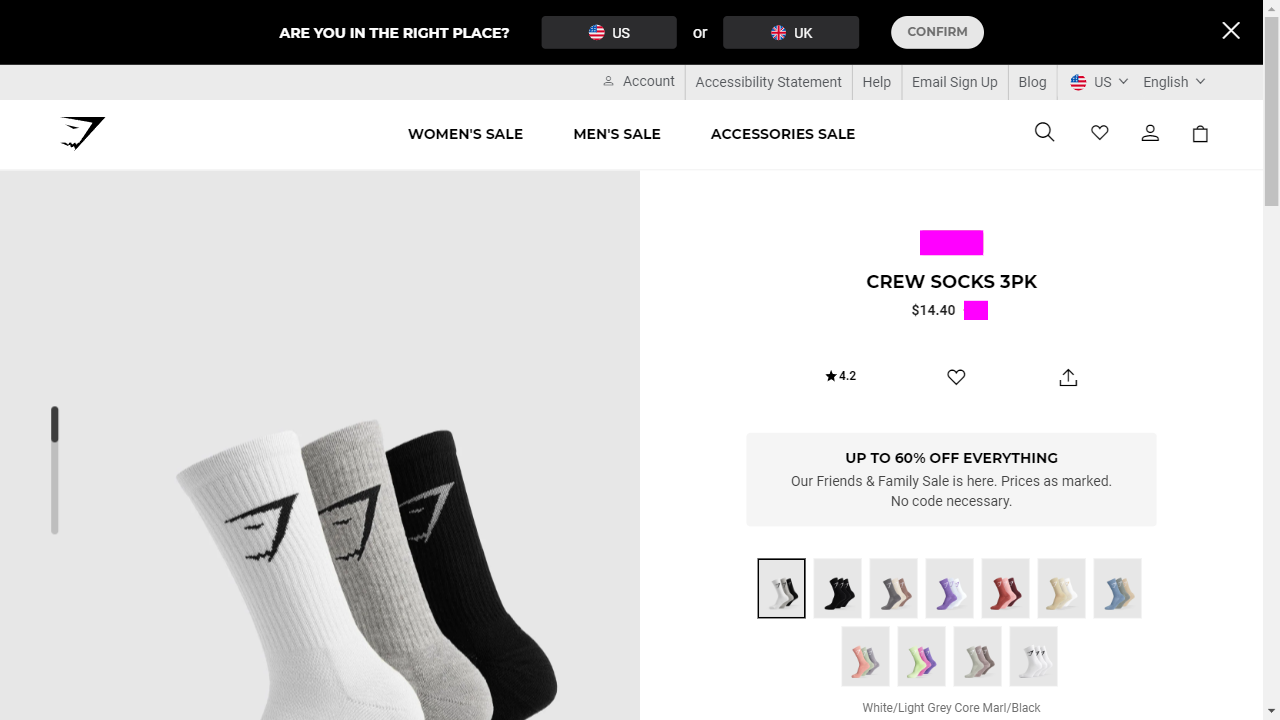 ARE YOU IN THE RIGHT PLACE? US or UK CONFIRM
Account Accessibility Statement Help Email Sign Up Blog US English
WOMEN'S SALE MEN'S SALE ACCESSORIES SALE
CREW SOCKS 3PK
$14.40
4.2
UP TO 60% OFF EVERYTHING
Our Friends & Family Sale is here. Prices as marked.
No code necessary.
White/Light Grey Core Marl/Black